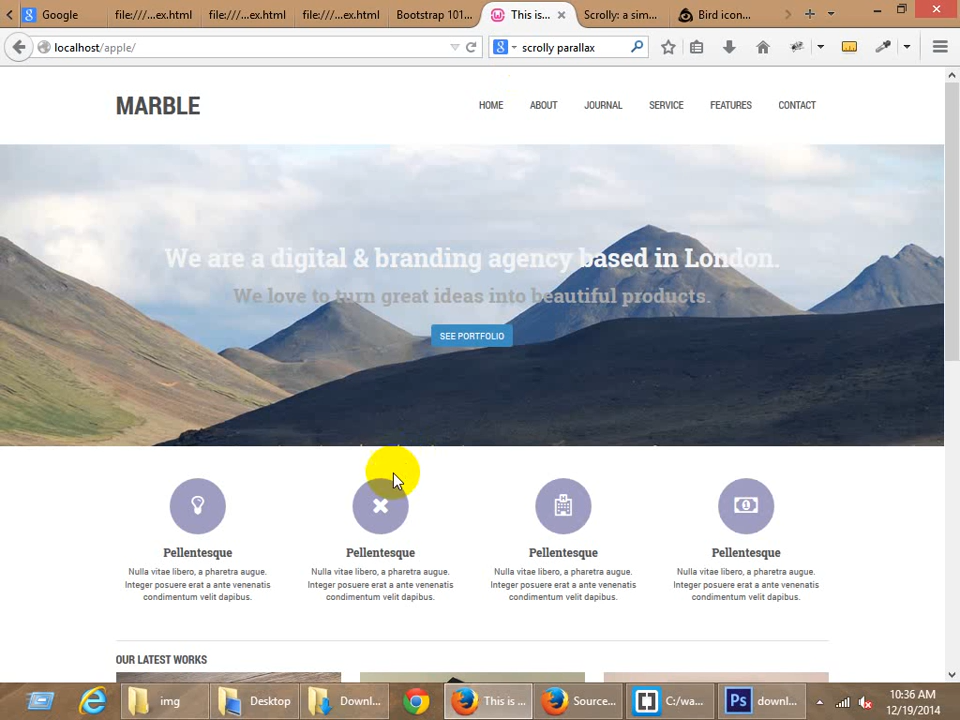 Google
file:///...ex.html
file:///...ex.html
file:///...ex.html
Bootstrap 101...
This is...
Scrolly: a sim...
Bird icon...
localhost/apple/
scrolly parallax
MARBLE
HOME
ABOUT
JOURNAL
SERVICE
FEATURES
CONTACT
We are a digital & branding agency based in London.
We love to turn great ideas into beautiful products.
SEE PORTFOLIO
Pellentesque
Nulla vitae libero, a pharetra augue.
Integer posuere erat a ante venenatis
condimentum velit dapibus.
Pellentesque
Nulla vitae libero, a pharetra augue.
Integer posuere erat a ante venenatis
condimentum velit dapibus.
Pellentesque
Nulla vitae libero, a pharetra augue.
Integer posuere erat a ante venenatis
condimentum velit dapibus.
Pellentesque
Nulla vitae libero, a pharetra augue.
Integer posuere erat a ante venenatis
condimentum velit dapibus.
OUR LATEST WORKS
img
Desktop
Downl...
This is ...
Source...
C:/wa...
Ps
downl...
10:36 AM
12/19/2014